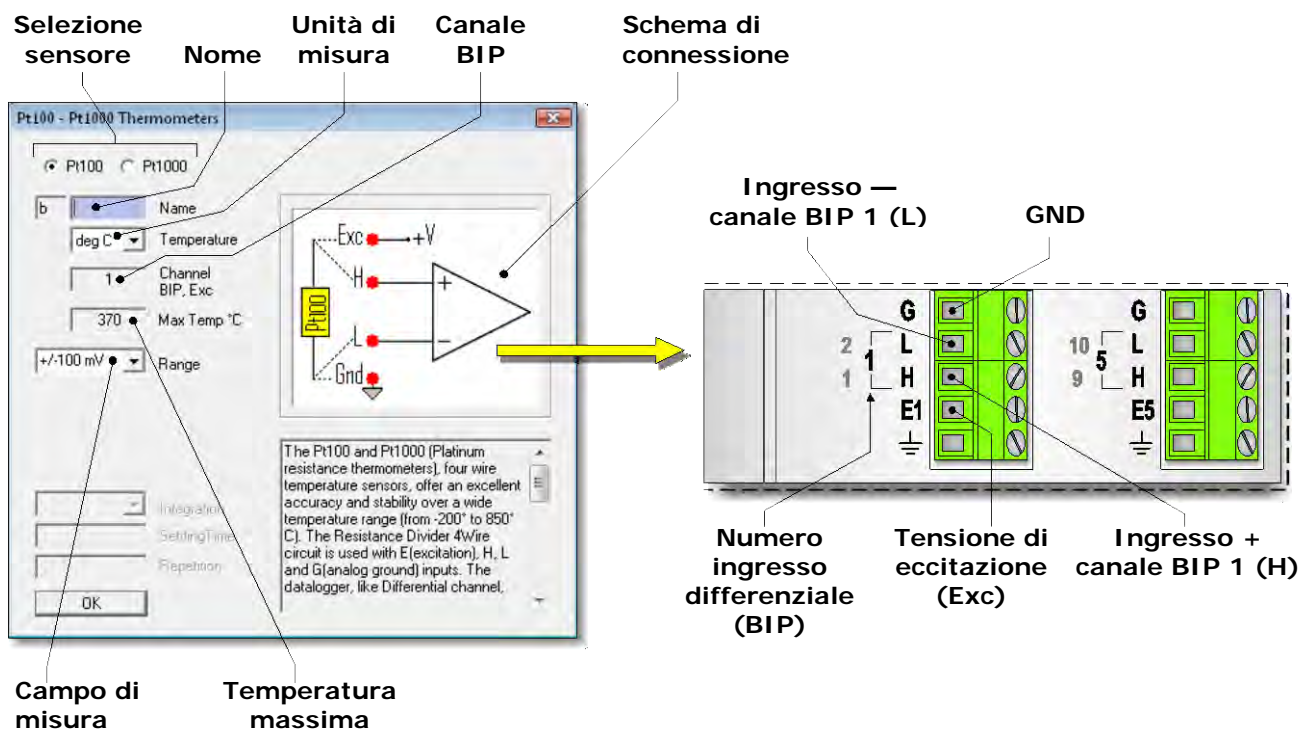 Selezione
sensore
Nome
Unità di
misura
Canale
BIP
Schema di
connessione
Pt100 - Pt1000 Thermometers
Pt100
Pt1000
b
Name
deg C
Temperature
1
Channel
BIP, Exc
370
Max Temp °C
+/-100 mV
Range
Integration
SettlingTime
Repetition
OK
Exc
+V
H
+
Pt100
L
−
Gnd
The Pt100 and Pt1000 (Platinum
resistance thermometers), four wire
temperature sensors, offer an excellent
accuracy and stability over a wide
temperature range (from -200° to 850°
C). The Resistance Divider 4Wire
circuit is used with E(excitation), H, L
and G(analog ground) inputs. The
datalogger, like Differential channel,
Campo di
misura
Temperatura
massima
Ingresso —
canale BIP 1 (L)
GND
G
2
L
1
1
H
E1
G
10
L
5
9
H
E5
Numero
ingresso
differenziale
(BIP)
Tensione di
eccitazione
(Exc)
Ingresso +
canale BIP 1 (H)